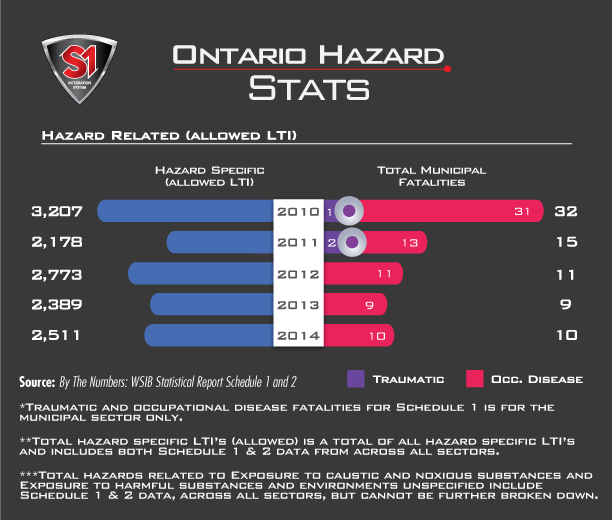 S1
INTEGRATION
SYSTEM
ONTARIO HAZARD
STATS
HAZARD RELATED (ALLOWED LTI)
HAZARD SPECIFIC
(ALLOWED LTI)
TOTAL MUNICIPAL
FATALITIES
3,207 2010 1 31 32
2,178 2011 2 13 15
2,773 2012 11 11
2,389 2013 9 9
2,511 2014 10 10
Source: By The Numbers: WSIB Statistical Report Schedule 1 and 2
TRAUMATIC
OCC. DISEASE
*TRAUMATIC AND OCCUPATIONAL DISEASE FATALITIES FOR SCHEDULE 1 IS FOR THE
MUNICIPAL SECTOR ONLY.
**TOTAL HAZARD SPECIFIC LTI'S (ALLOWED) IS A TOTAL OF ALL HAZARD SPECIFIC LTI'S
AND INCLUDES BOTH SCHEDULE 1 & 2 DATA FROM ACROSS ALL SECTORS.
***TOTAL HAZARDS RELATED TO EXPOSURE TO CAUSTIC AND NOXIOUS SUBSTANCES AND
EXPOSURE TO HARMFUL SUBSTANCES AND ENVIRONMENTS UNSPECIFIED INCLUDE
SCHEDULE 1 & 2 DATA, ACROSS ALL SECTORS, BUT CANNOT BE FURTHER BROKEN DOWN.